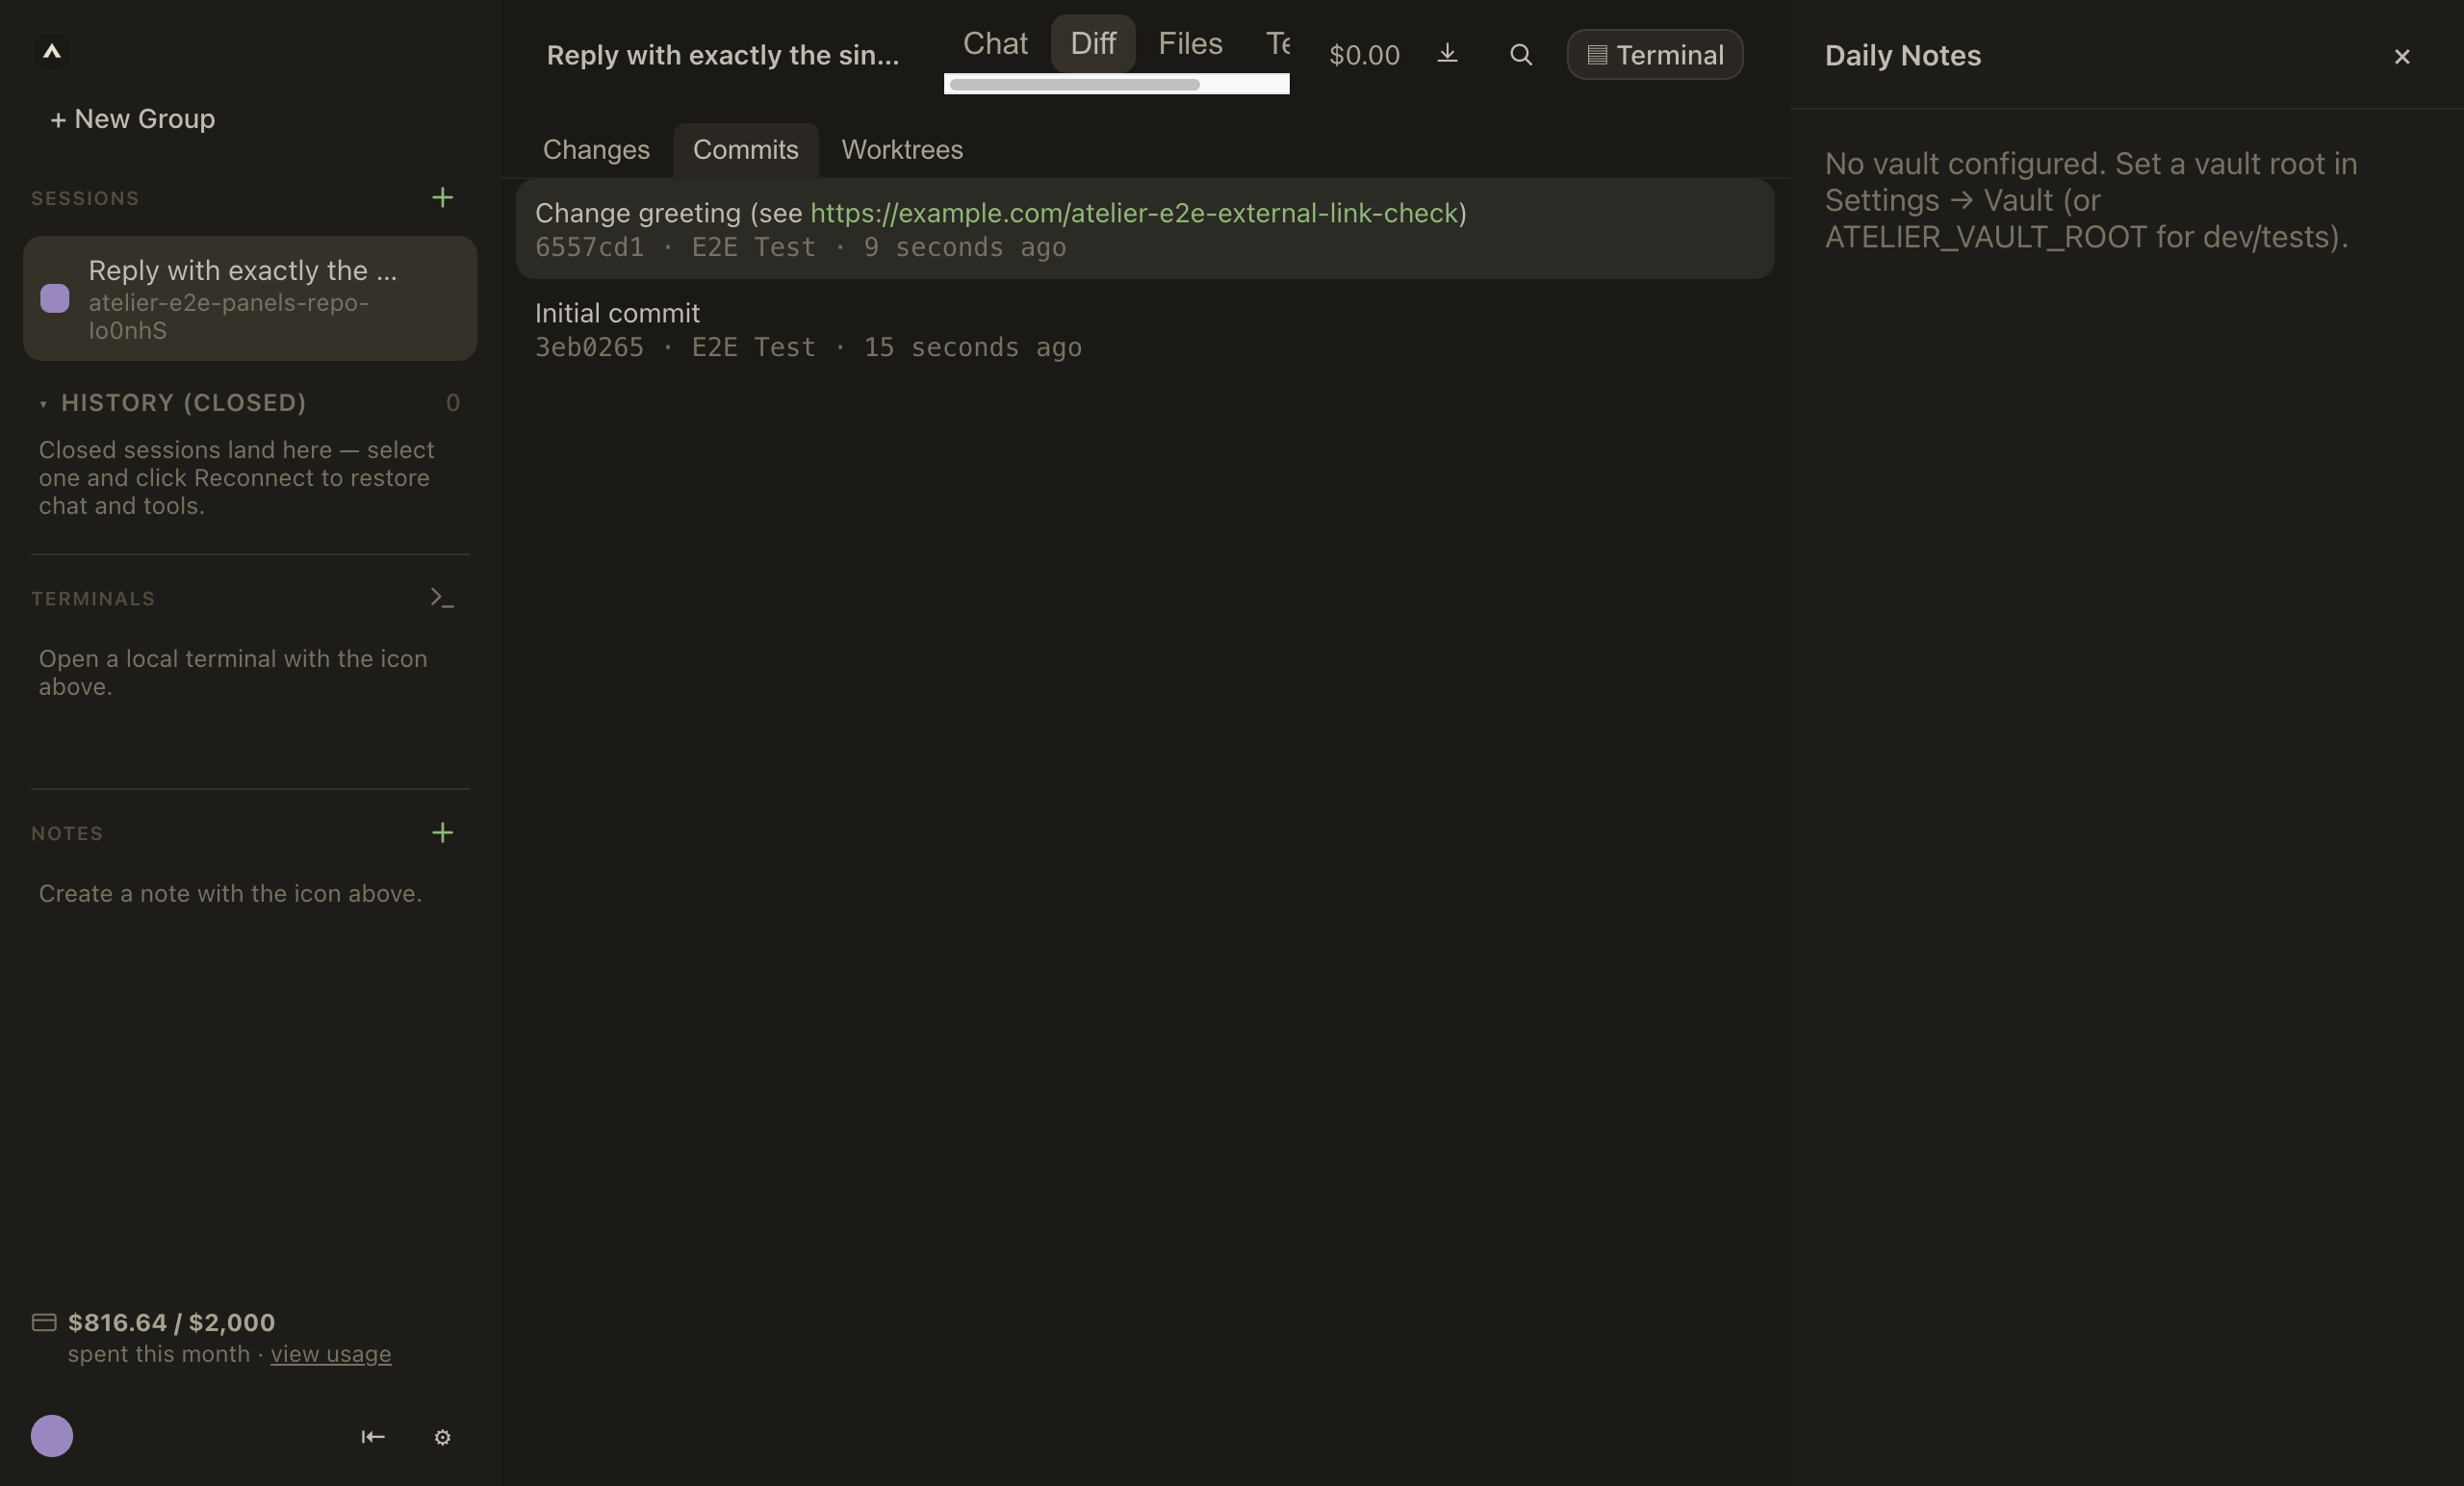 + New Group
SESSIONS
Reply with exactly the ...
atelier-e2e-panels-repo-
Io0nhS
HISTORY (CLOSED) 0
Closed sessions land here — select
one and click Reconnect to restore
chat and tools.
TERMINALS
Open a local terminal with the icon
above.
NOTES
Create a note with the icon above.
$816.64 / $2,000
spent this month · view usage
Reply with exactly the sin...
Chat Diff Files
$0.00
Terminal
Changes Commits Worktrees
Change greeting (see https://example.com/atelier-e2e-external-link-check)
6557cd1 · E2E Test · 9 seconds ago
Initial commit
3eb0265 · E2E Test · 15 seconds ago
Daily Notes
No vault configured. Set a vault root in
Settings → Vault (or
ATELIER_VAULT_ROOT for dev/tests).